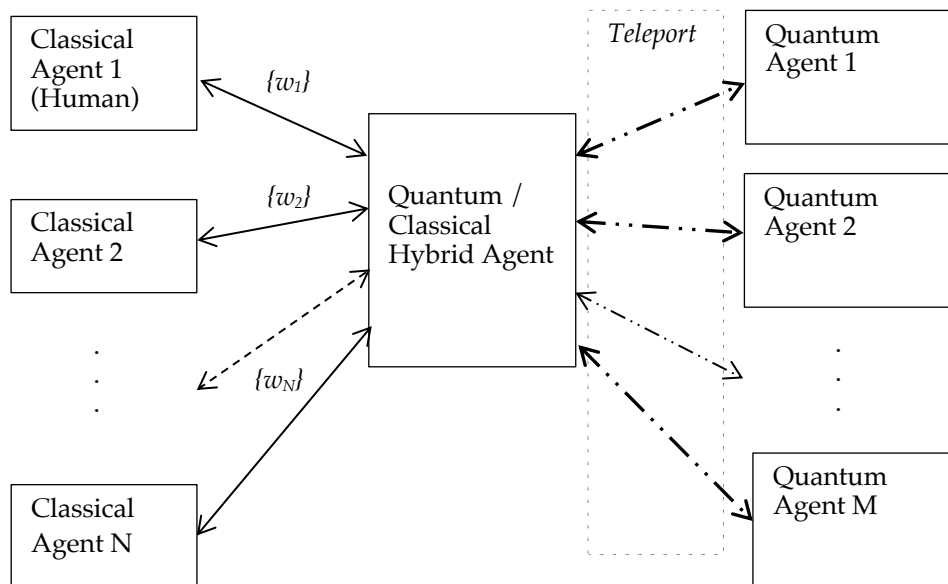 Classical
Agent 1
(Human)
{w1}
Teleport
Quantum
Agent 1
Classical
Agent 2
{w2}
Quantum /
Classical
Hybrid Agent
Quantum
Agent 2
{wN}
Classical
Agent N
Quantum
Agent M